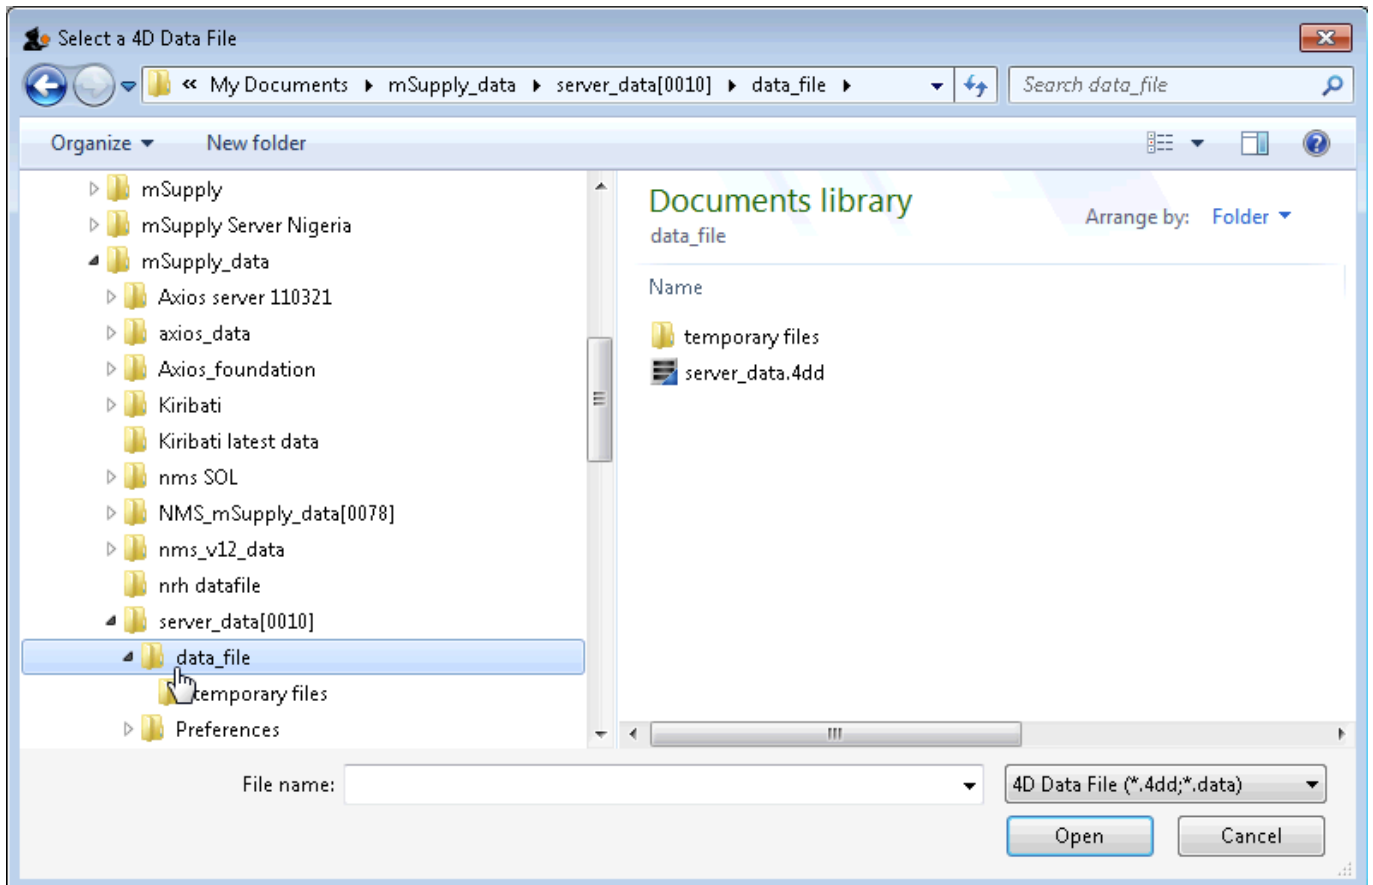 Select a 4D Data File
« My Documents mSupply_data server_data[0010] data_file
Search data_file
Organize
New folder
mSupply
mSupply Server Nigeria
mSupply_data
Axios server 110321
axios_data
Axios_foundation
Kiribati
Kiribati latest data
nms SOL
NMS_mSupply_data[0078]
nms_v12_data
nrh datafile
server_data[0010]
data_file
temporary files
Preferences
Documents library
data_file
Arrange by: Folder
Name
temporary files
server_data.4dd
File name:
4D Data File (*.4dd;*.data)
Open
Cancel